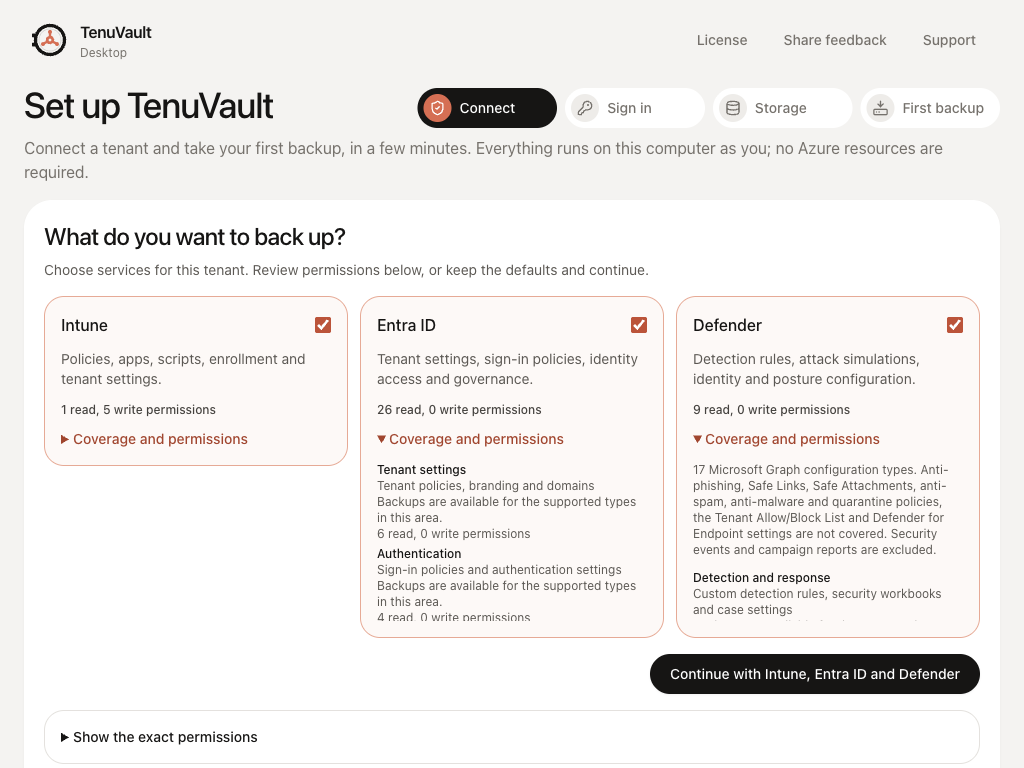 TenuVault
Desktop
License
Share feedback
Support
Set up TenuVault
Connect
Sign in
Storage
First backup
Connect a tenant and take your first backup, in a few minutes. Everything runs on this computer as you; no Azure resources are
required.
What do you want to back up?
Choose services for this tenant. Review permissions below, or keep the defaults and continue.
Intune
Policies, apps, scripts, enrollment and
tenant settings.
1 read, 5 write permissions
Coverage and permissions
Entra ID
Tenant settings, sign-in policies, identity
access and governance.
26 read, 0 write permissions
Coverage and permissions
Tenant settings
Tenant policies, branding and domains
Backups are available for the supported types
in this area.
6 read, 0 write permissions
Authentication
Sign-in policies and authentication settings
Backups are available for the supported types
in this area.
4 read, 0 write permissions
Defender
Detection rules, attack simulations,
identity and posture configuration.
9 read, 0 write permissions
Coverage and permissions
17 Microsoft Graph configuration types. Anti-
phishing, Safe Links, Safe Attachments, anti-
spam, anti-malware and quarantine policies,
the Tenant Allow/Block List and Defender for
Endpoint settings are not covered. Security
events and campaign reports are excluded.
Detection and response
Custom detection rules, security workbooks
and case settings
Continue with Intune, Entra ID and Defender
Show the exact permissions